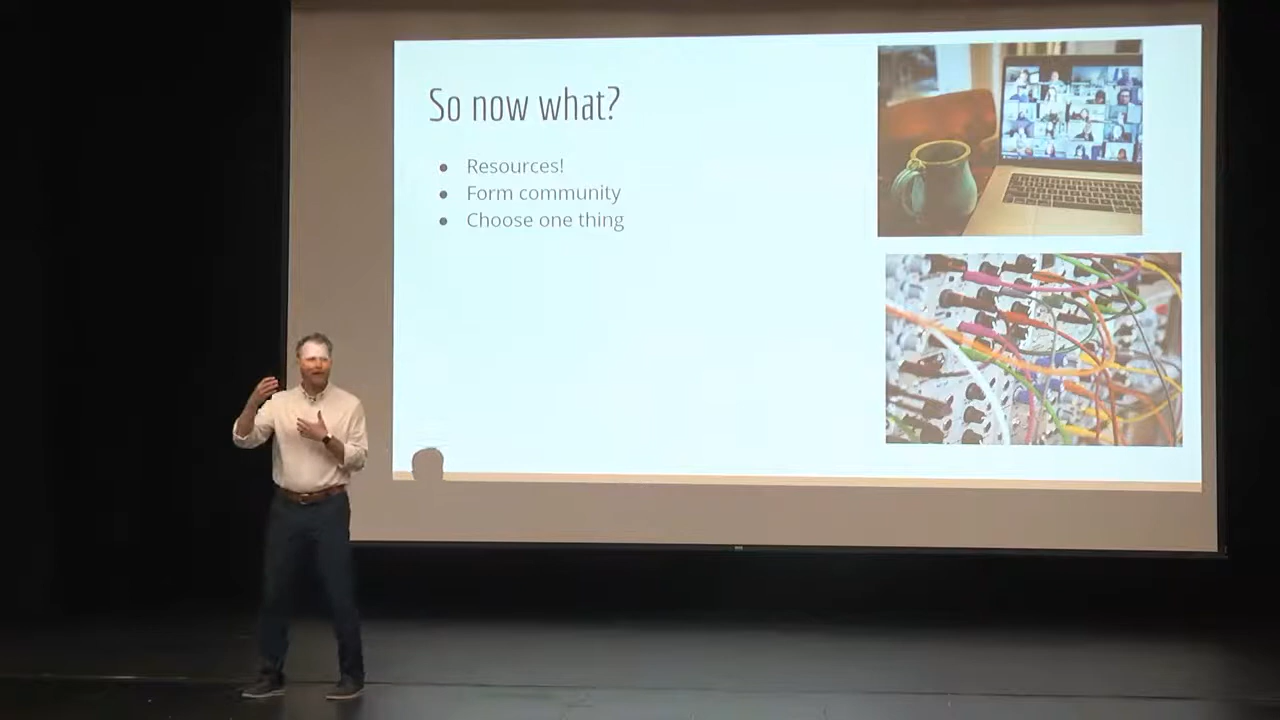 So now what?
● Resources!
● Form community
● Choose one thing